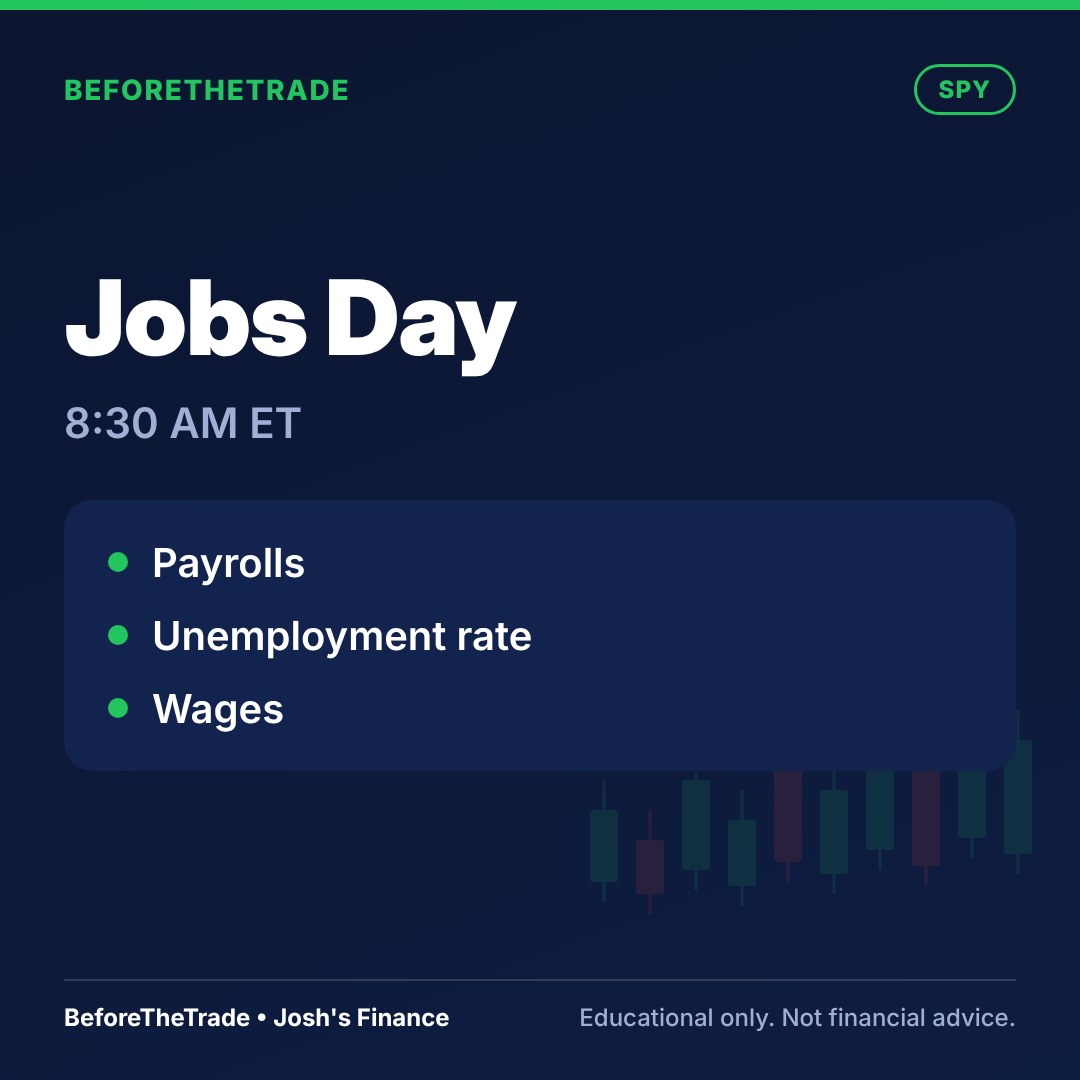 BEFORETHETRADE
SPY
Jobs Day
8:30 AM ET
Payrolls
Unemployment rate
Wages
BeforeTheTrade • Josh's Finance
Educational only. Not financial advice.